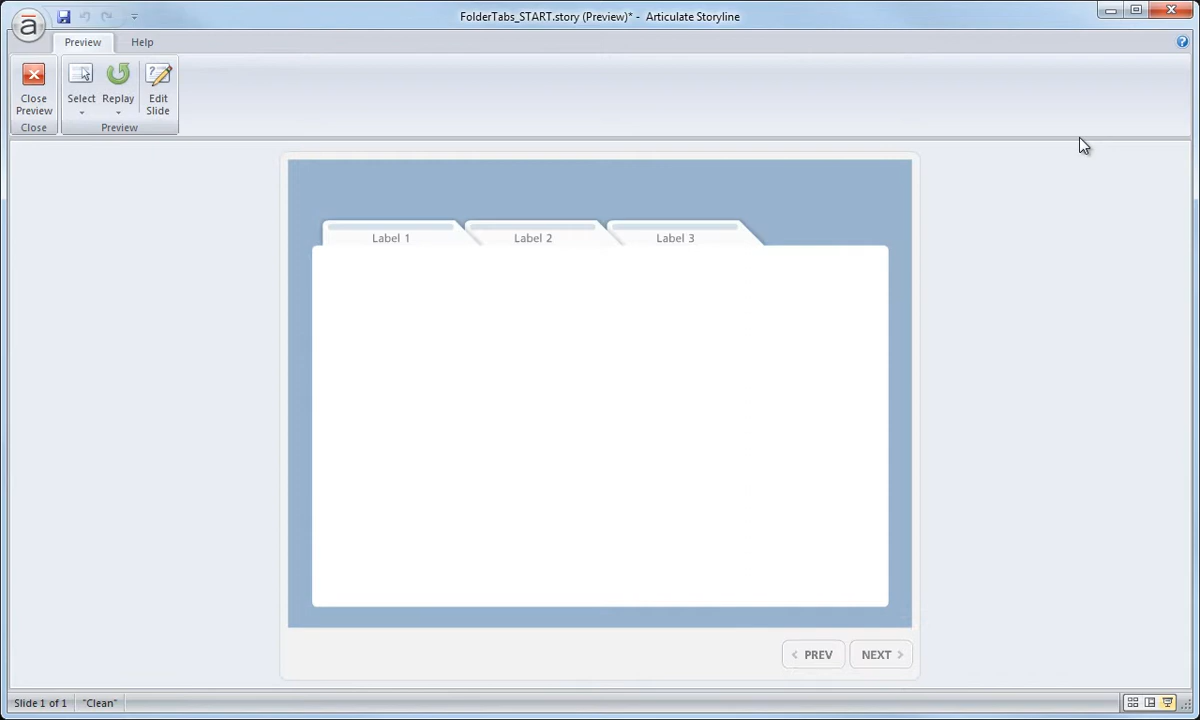 FolderTabs_START.story (Preview)* - Articulate Storyline
Preview Help
Close Preview
Select
Replay
Edit Slide
Close
Preview
Label 1
Label 2
Label 3
PREV
NEXT
Slide 1 of 1
"Clean"